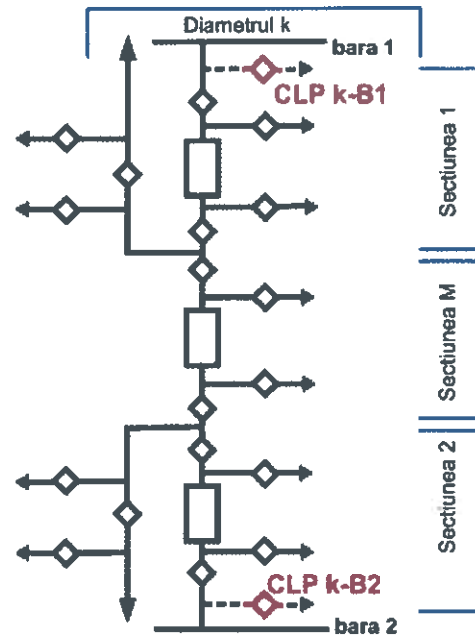 Diametrul k
bara 1
CLP k-B1
Sectiunea 1
Sectiunea M
Sectiunea 2
CLP k-B2
bara 2